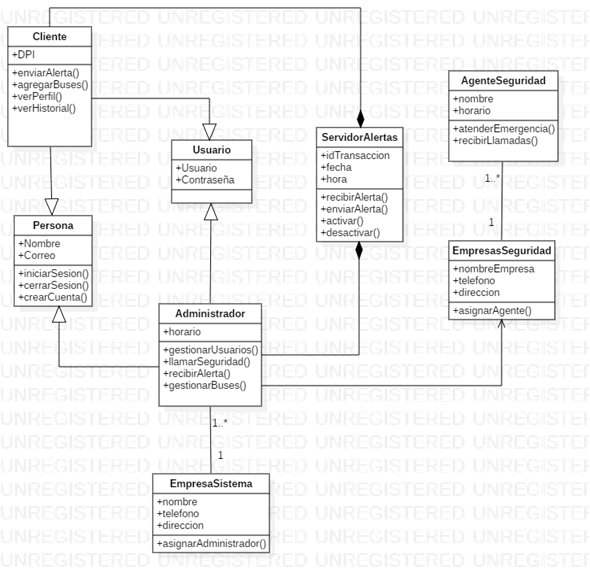 Cliente
+DPI
+enviarAlerta()
+agregarBuses()
+verPerfil()
+verHistorial()
Usuario
+Usuario
+Contraseña
ServidorAlertas
+idTransaccion
+fecha
+hora
+recibirAlerta()
+enviarAlerta()
+activar()
+desactivar()
AgenteSeguridad
+nombre
+horario
+atenderEmergencia()
+recibirLlamadas()
1..*
1
Persona
+Nombre
+Correo
+iniciarSesion()
+cerrarSesion()
+crearCuenta()
EmpresasSeguridad
+nombreEmpresa
+telefono
+direccion
+asignarAgente()
Administrador
+horario
+gestionarUsuarios()
+llamarSeguridad()
+recibirAlerta()
+gestionarBuses()
1..*
1
EmpresaSistema
+nombre
+telefono
+direccion
+asignarAdministrador()
UNREGISTERED